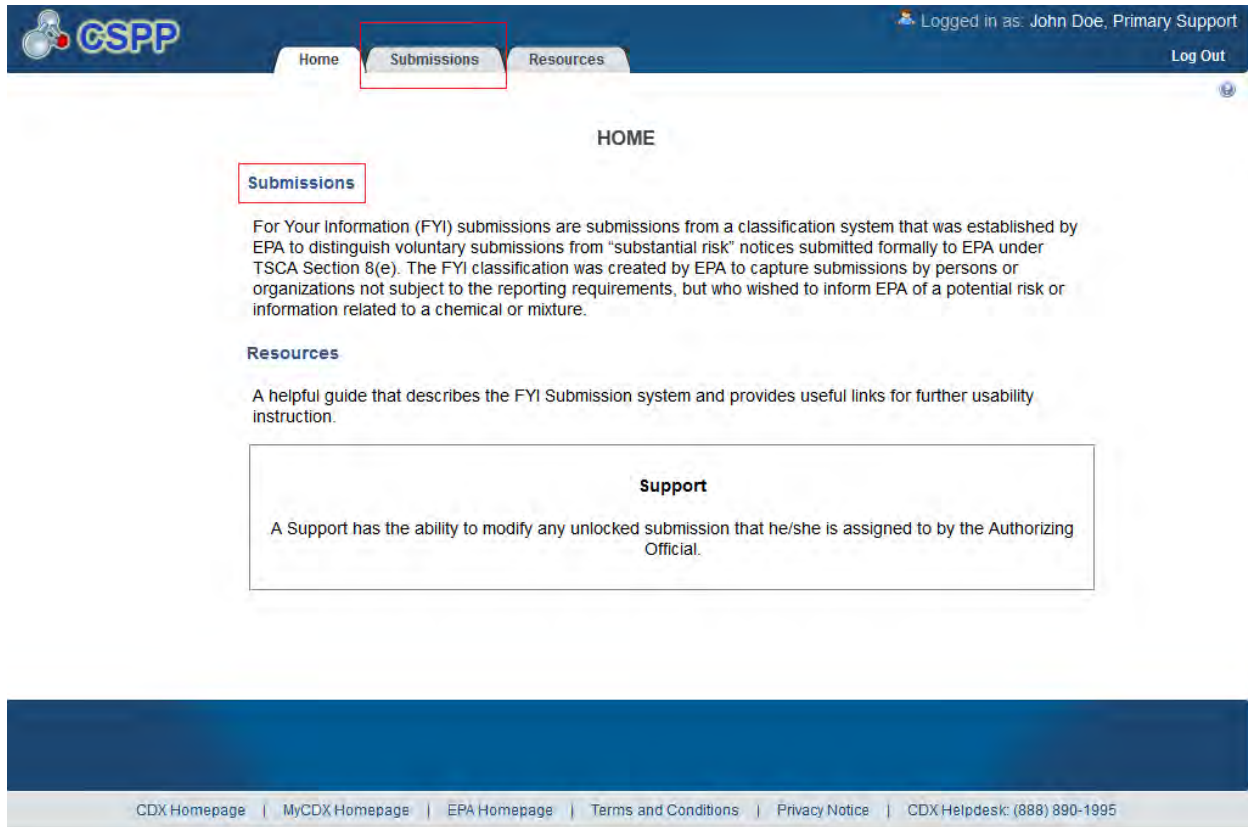 CSPP
Logged in as: John Doe, Primary Support
Home
Submissions
Resources
Log Out
HOME
Submissions
For Your Information (FYI) submissions are submissions from a classification system that was established by
EPA to distinguish voluntary submissions from “substantial risk” notices submitted formally to EPA under
TSCA Section 8(e). The FYI classification was created by EPA to capture submissions by persons or
organizations not subject to the reporting requirements, but who wished to inform EPA of a potential risk or
information related to a chemical or mixture.
Resources
A helpful guide that describes the FYI Submission system and provides useful links for further usability
instruction.
Support
A Support has the ability to modify any unlocked submission that he/she is assigned to by the Authorizing
Official.
CDX Homepage | MyCDX Homepage | EPA Homepage | Terms and Conditions | Privacy Notice | CDX Helpdesk: (888) 890-1995